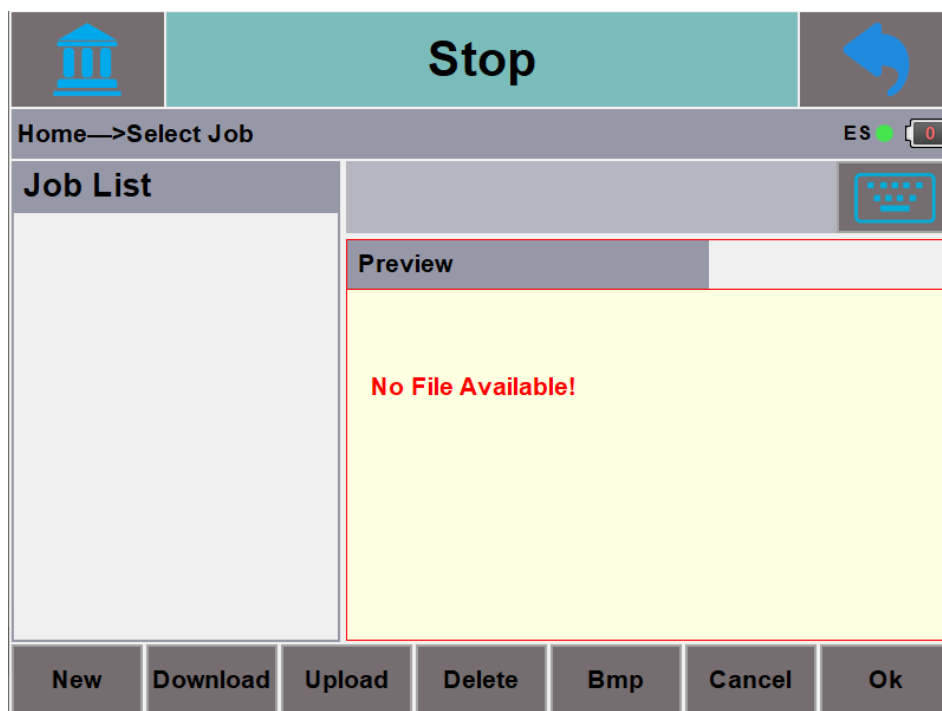 Stop
Home—>Select Job
ES 0
Job List
Preview
No File Available!
New Download Upload Delete Bmp Cancel Ok